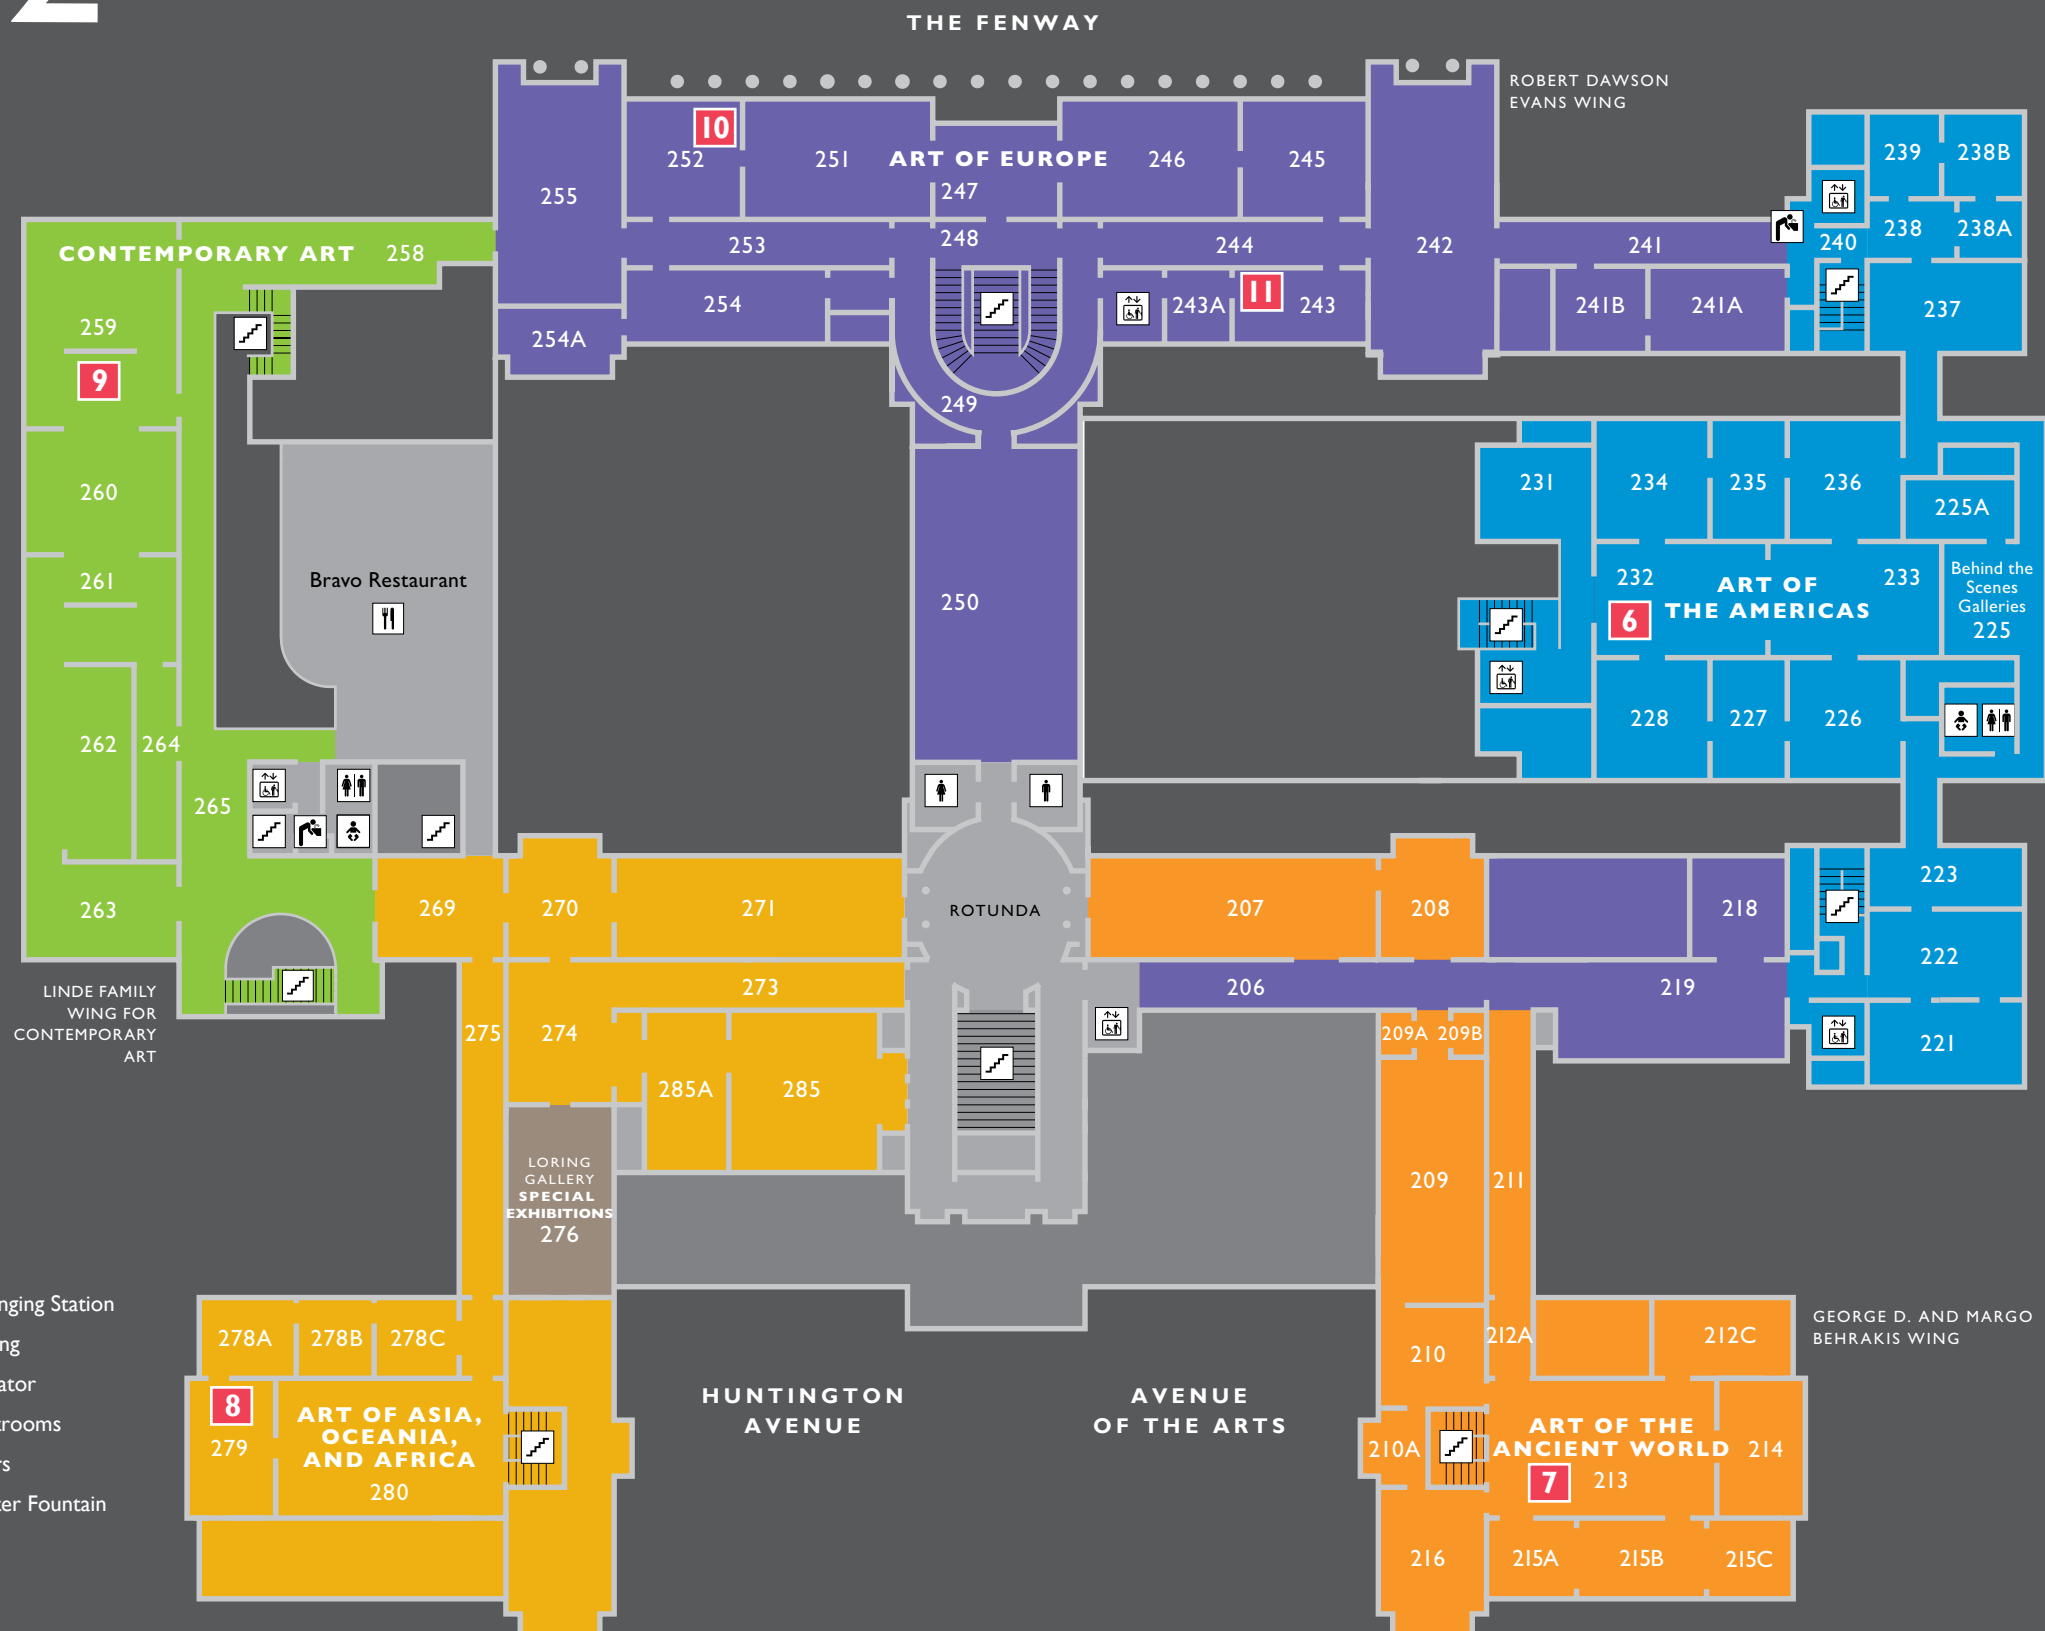 THE FENWAY
ROBERT DAWSON
EVANS WING
10
252
251
ART OF EUROPE
246
245
239
238B
255
247
238
238A
CONTEMPORARY ART
258
253
248
244
242
241
240
259
254
243A
11
243
241B
241A
237
254A
9
249
260
231
234
235
236
225A
261
Bravo Restaurant
250
232
ART OF
THE AMERICAS
233
6
Behind the
Scenes
Galleries
225
262
264
228
227
226
265
263
269
270
271
ROTUNDA
207
208
218
223
222
LINDE FAMILY
WING FOR
CONTEMPORARY
ART
273
206
219
275
274
209A
209B
221
285A
285
LORING
GALLERY
SPECIAL
EXHIBITIONS
276
209
211
nging Station
ng
ator
trooms
rs
ter Fountain
278A
278B
278C
210
212A
212C
GEORGE D. AND MARGO
BEHRAKIS WING
8
279
ART OF ASIA,
OCEANIA,
AND AFRICA
280
HUNTINGTON
AVENUE
AVENUE
OF THE ARTS
210A
ART OF THE
ANCIENT WORLD
7
213
214
216
215A
215B
215C